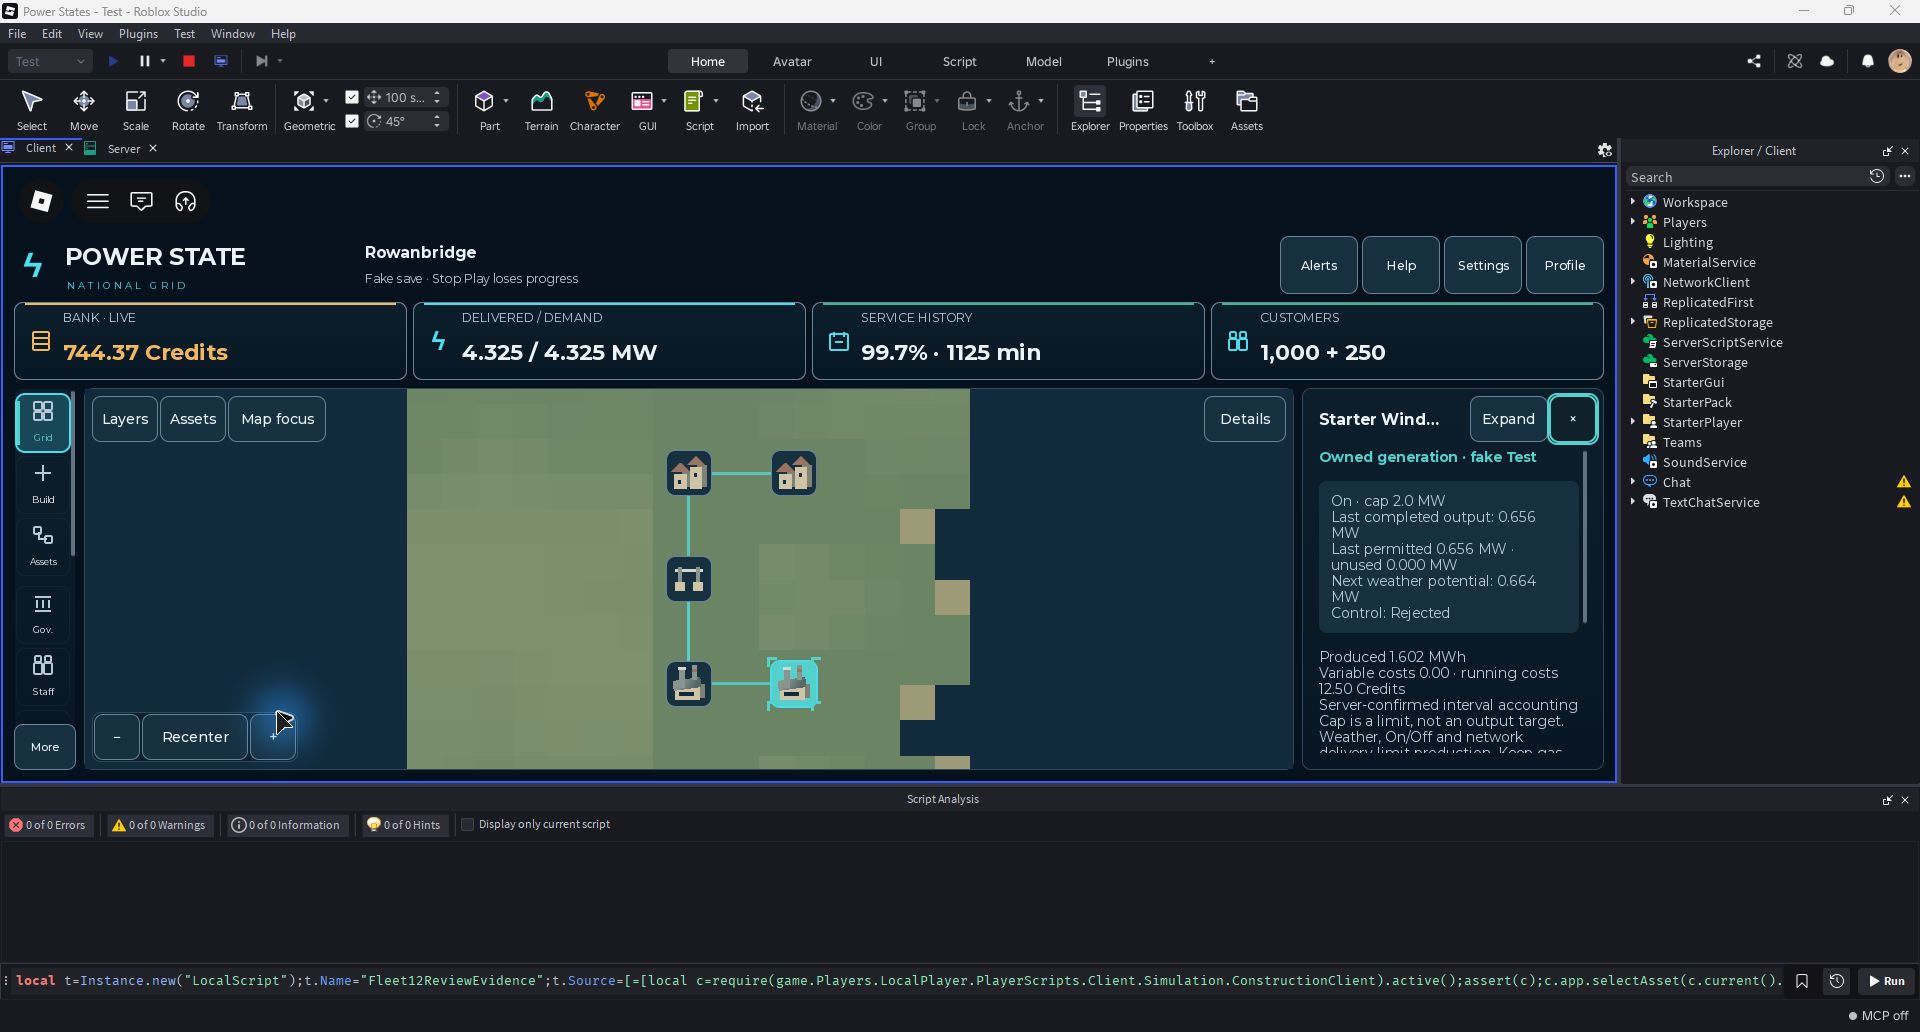 Power States - Test - Roblox Studio
File Edit View Plugins Test Window Help
Test
Home Avatar UI Script Model Plugins +
Select Move Scale Rotate Transform Geometric
100 s...
45°
Part Terrain Character GUI Script Import Material Color Group Lock Anchor Explorer Properties Toolbox Assets
Client Server
Explorer / Client
Search
Workspace
Players
Lighting
MaterialService
NetworkClient
ReplicatedFirst
ReplicatedStorage
ServerScriptService
ServerStorage
StarterGui
StarterPack
StarterPlayer
Teams
SoundService
Chat
TextChatService
POWER STATE
NATIONAL GRID
Rowanbridge
Fake save · Stop Play loses progress
Alerts Help Settings Profile
BANK · LIVE
744.37 Credits
DELIVERED / DEMAND
4.325 / 4.325 MW
SERVICE HISTORY
99.7% · 1125 min
CUSTOMERS
1,000 + 250
Grid
Build
Assets
Gov.
Staff
More
Layers Assets Map focus
Details
− Recenter +
Starter Wind... Expand ×
Owned generation · fake Test
On · cap 2.0 MW
Last completed output: 0.656
MW
Last permitted 0.656 MW ·
unused 0.000 MW
Next weather potential: 0.664
MW
Control: Rejected
Produced 1.602 MWh
Variable costs 0.00 · running costs
12.50 Credits
Server-confirmed interval accounting
Cap is a limit, not an output target.
Weather, On/Off and network
delivery limit production. Keep gas
Script Analysis
0 of 0 Errors 0 of 0 Warnings 0 of 0 Information 0 of 0 Hints Display only current script
local t=Instance.new("LocalScript");t.Name="Fleet12ReviewEvidence";t.Source=[=[local c=require(game.Players.LocalPlayer.PlayerScripts.Client.Simulation.ConstructionClient).active();assert(c);c.app.selectAsset(c.current().
Run
MCP off